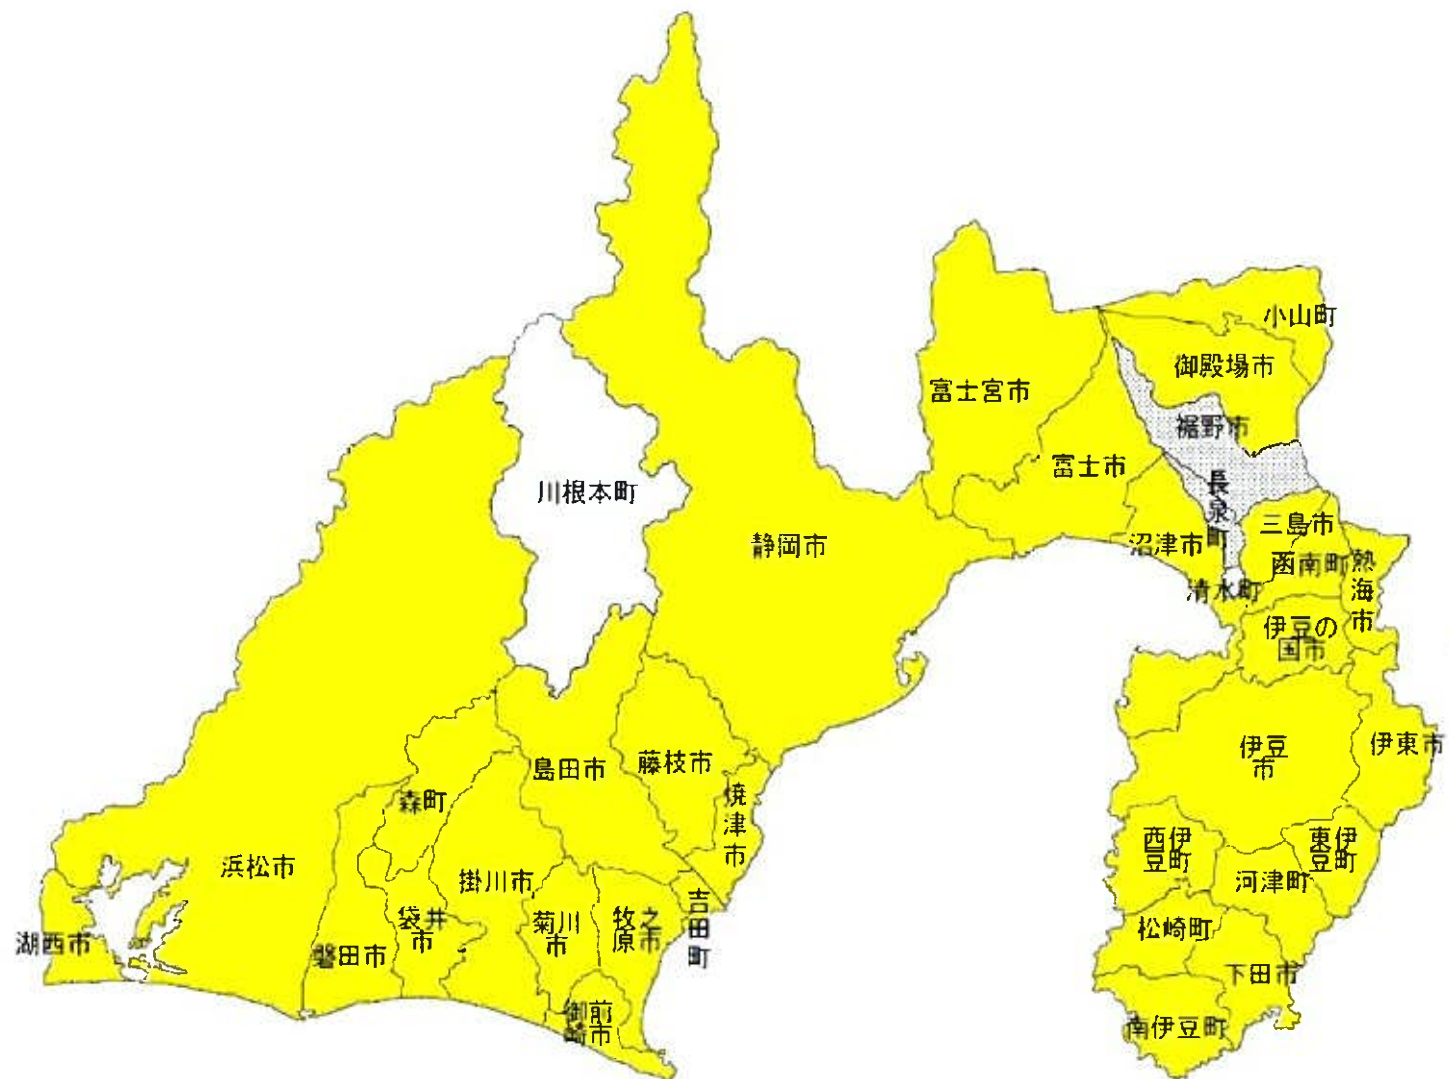 小山町
御殿場市
富士宮市
裾野市
富士市
川根本町
長泉町
三島市
静岡市
沼津市
函南町
熱海市
清水町
伊豆の
国市
伊豆
市
伊東市
藤枝市
島田市
焼津市
森町
西伊
豆町
東伊
豆町
浜松市
掛川市
河津町
袋井
市
菊川
市
牧之
原市
吉田町
松崎町
湖西市
磐田市
下田市
御前
崎市
南伊豆町